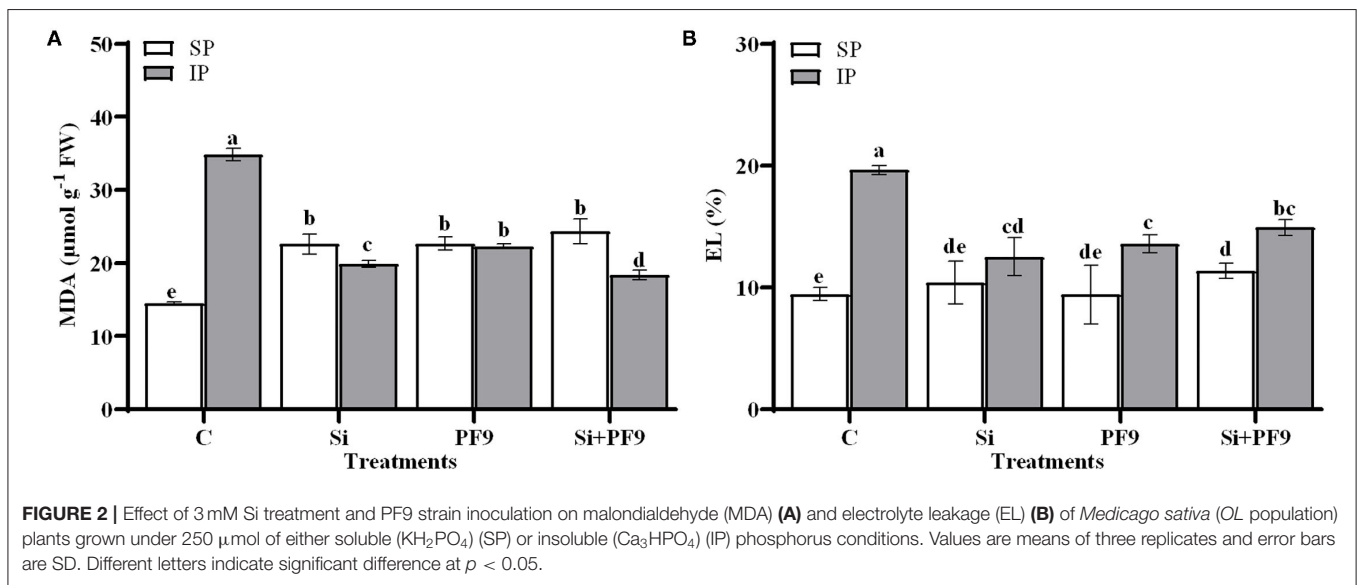 A
50
40
30
20
10
0
MDA (µmol g⁻¹ FW)
SP
IP
e
a
b
c
b
b
b
d
C Si PF9 Si+PF9
Treatments
B
30
20
10
0
EL (%)
SP
IP
e
a
de
cd
de
c
d
bc
C Si PF9 Si+PF9
Treatments
FIGURE 2 | Effect of 3 mM Si treatment and PF9 strain inoculation on malondialdehyde (MDA) (A) and electrolyte leakage (EL) (B) of Medicago sativa (OL population)
plants grown under 250 µmol of either soluble (KH₂PO₄) (SP) or insoluble (Ca₃HPO₄) (IP) phosphorus conditions. Values are means of three replicates and error bars
are SD. Different letters indicate significant difference at p < 0.05.